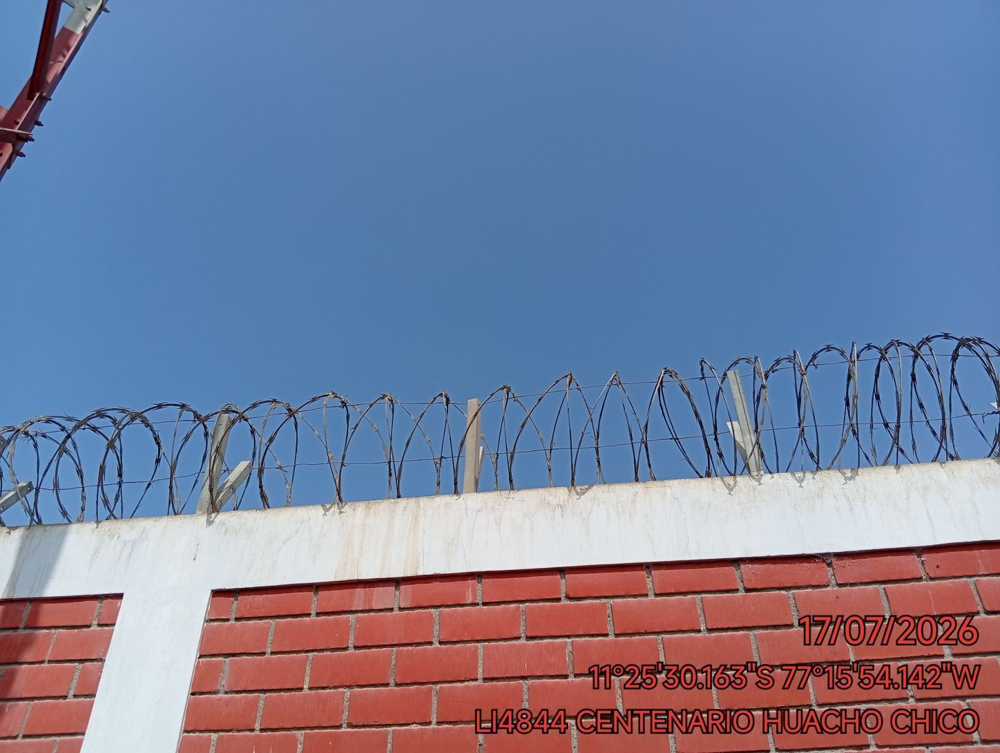 17/07/2026
11°25'30.163"S 77°15'54.142"W
LI4844 CENTENARIO HUACHO CHICO